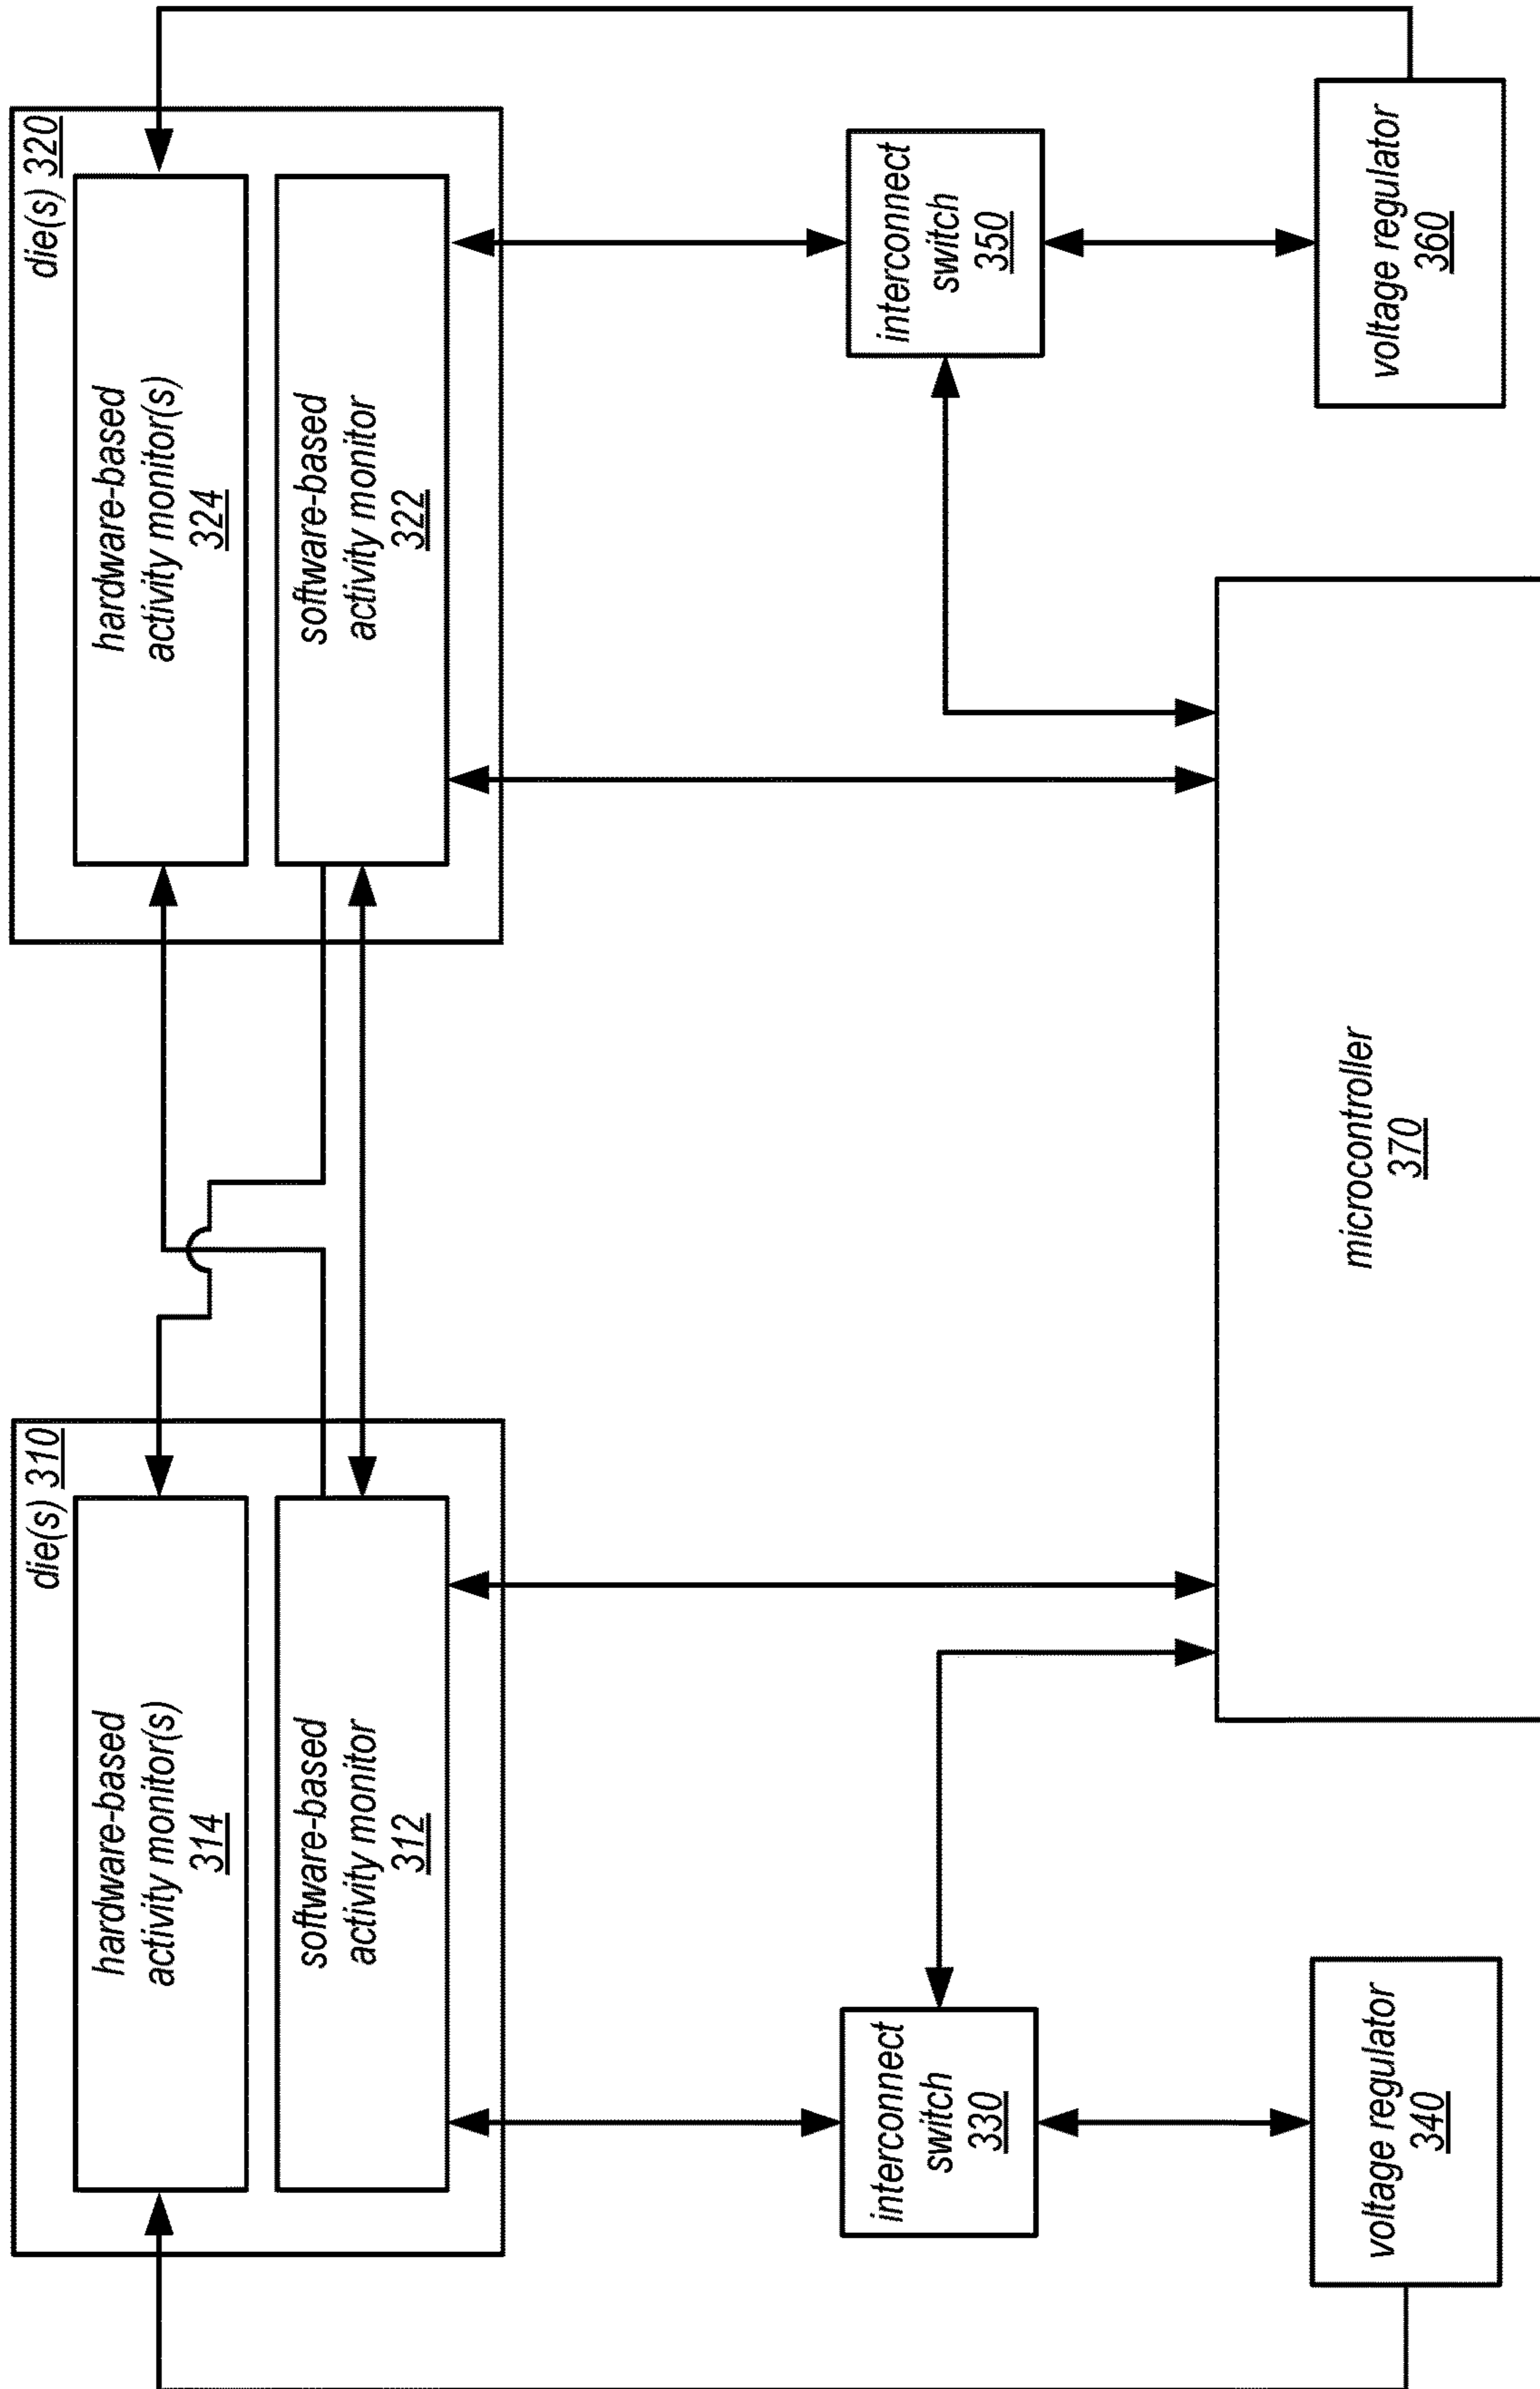 die(s) 310
hardware-based
activity monitor(s)
314
software-based
activity monitor
312
die(s) 320
hardware-based
activity monitor(s)
324
software-based
activity monitor
322
interconnect
switch
330
interconnect
switch
350
voltage regulator
340
microcontroller
370
voltage regulator
360